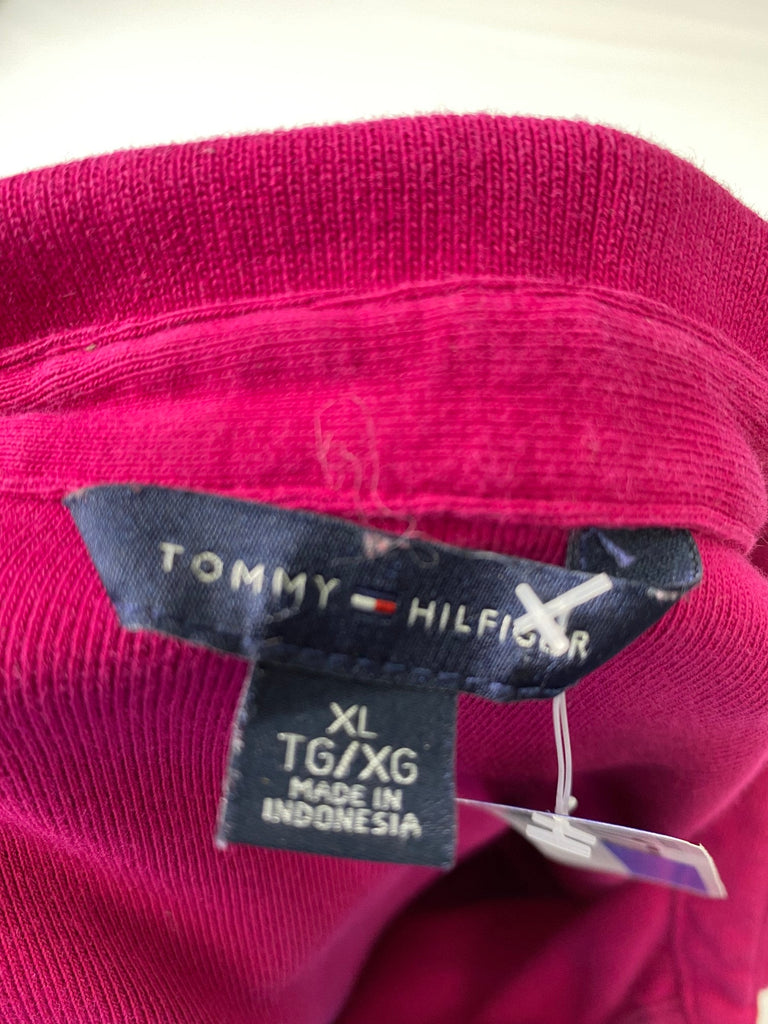 TOMMY HILFIGER
XL
TG/XG
MADE IN
INDONESIA